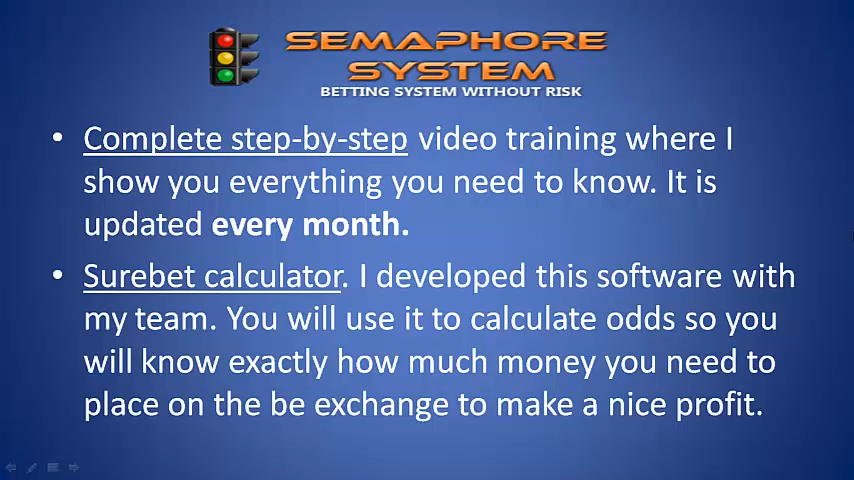 SEMAPHORE
SYSTEM
BETTING SYSTEM WITHOUT RISK
• Complete step-by-step video training where I
show you everything you need to know. It is
updated every month.
• Surebet calculator. I developed this software with
my team. You will use it to calculate odds so you
will know exactly how much money you need to
place on the be exchange to make a nice profit.